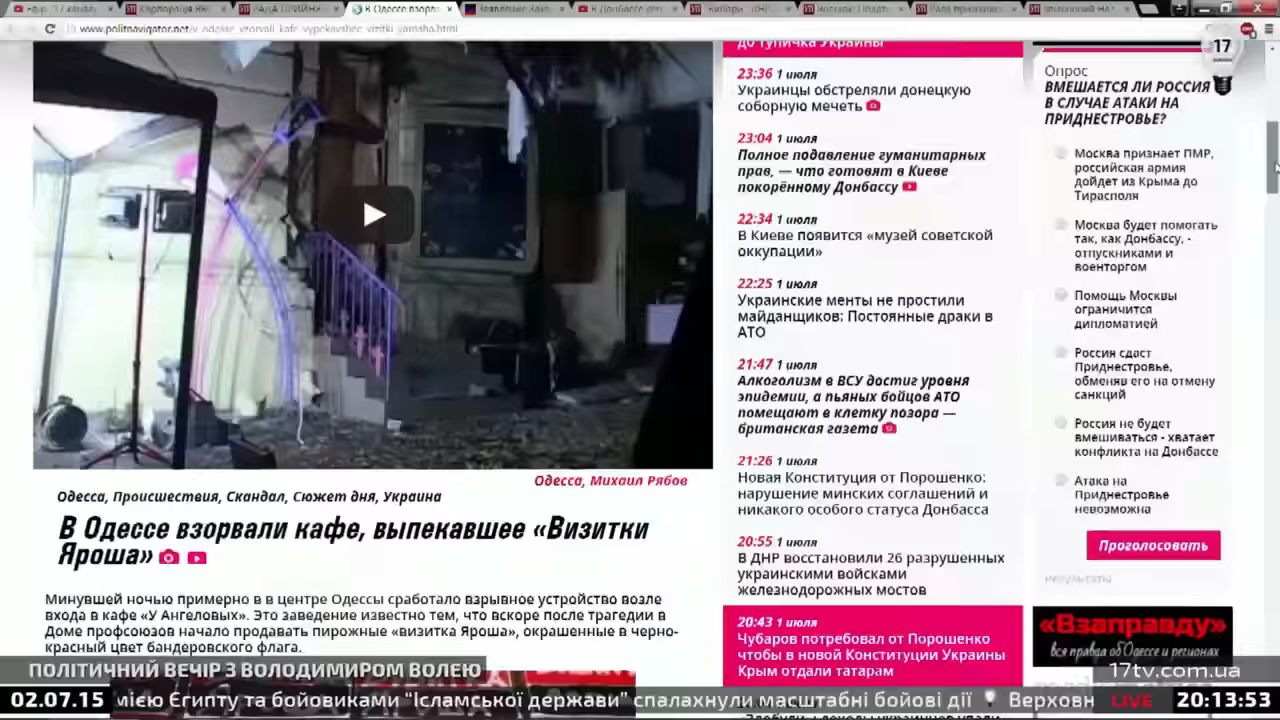 www.politnavigator.net/v_odesse_vzorvali_kafe_vypekavshee_vizitki_yarosha.html
17
до тупичка Украины
23:36 1 июля
Украинцы обстреляли донецкую
соборную мечеть
23:04 1 июля
Полное подавление гуманитарных
прав, — что готовят в Киеве
покорённому Донбассу
22:34 1 июля
В Киеве появится «музей советской
оккупации»
22:25 1 июля
Украинские менты не простили
майданщиков: Постоянные драки в
АТО
21:47 1 июля
Алкоголизм в ВСУ достиг уровня
эпидемии, а пьяных бойцов АТО
помещают в клетку позора —
британская газета
21:26 1 июля
Новая Конституция от Порошенко:
нарушение минских соглашений и
никакого особого статуса Донбасса
20:55 1 июля
В ДНР восстановили 26 разрушенных
украинскими войсками
железнодорожных мостов
20:43 1 июля
Чубаров потребовал от Порошенко
чтобы в новой Конституции Украины
Крым отдали татарам
Опрос
ВМЕШАЕТСЯ ЛИ РОССИЯ
В СЛУЧАЕ АТАКИ НА
ПРИДНЕСТРОВЬЕ?
Москва признает ПМР,
российская армия
дойдет из Крыма до
Тирасполя
Москва будет помогать
так, как Донбассу, -
отпускниками и
военторгом
Помощь Москвы
ограничится
дипломатией
Россия сдаст
Приднестровье,
обменяв его на отмену
санкций
Россия не будет
вмешиваться - хватает
конфликта на Донбассе
Атака на
Приднестровье
невозможна
Проголосовать
результаты
«Взаправду»
вся правда об Одессе и регионах
Одесса, Михаил Рябов
Одесса, Происшествия, Скандал, Сюжет дня, Украина
В Одессе взорвали кафе, выпекавшее «Визитки
Яроша»
Минувшей ночью примерно в в центре Одессы сработало взрывное устройство возле
входа в кафе «У Ангеловых». Это заведение известно тем, что вскоре после трагедии в
Доме профсоюзов начало продавать пирожные «визитка Яроша», окрашенные в черно-
красный цвет бандеровского флага.
ПОЛІТИЧНИЙ ВЕЧІР З ВОЛОДИМИРОМ ВОЛЕЮ
17tv.com.ua
02.07.15 мією Єгипту та бойовиками "Ісламської держави" спалахнули масштабні бойові дії Верховн LIVE 20:13:53